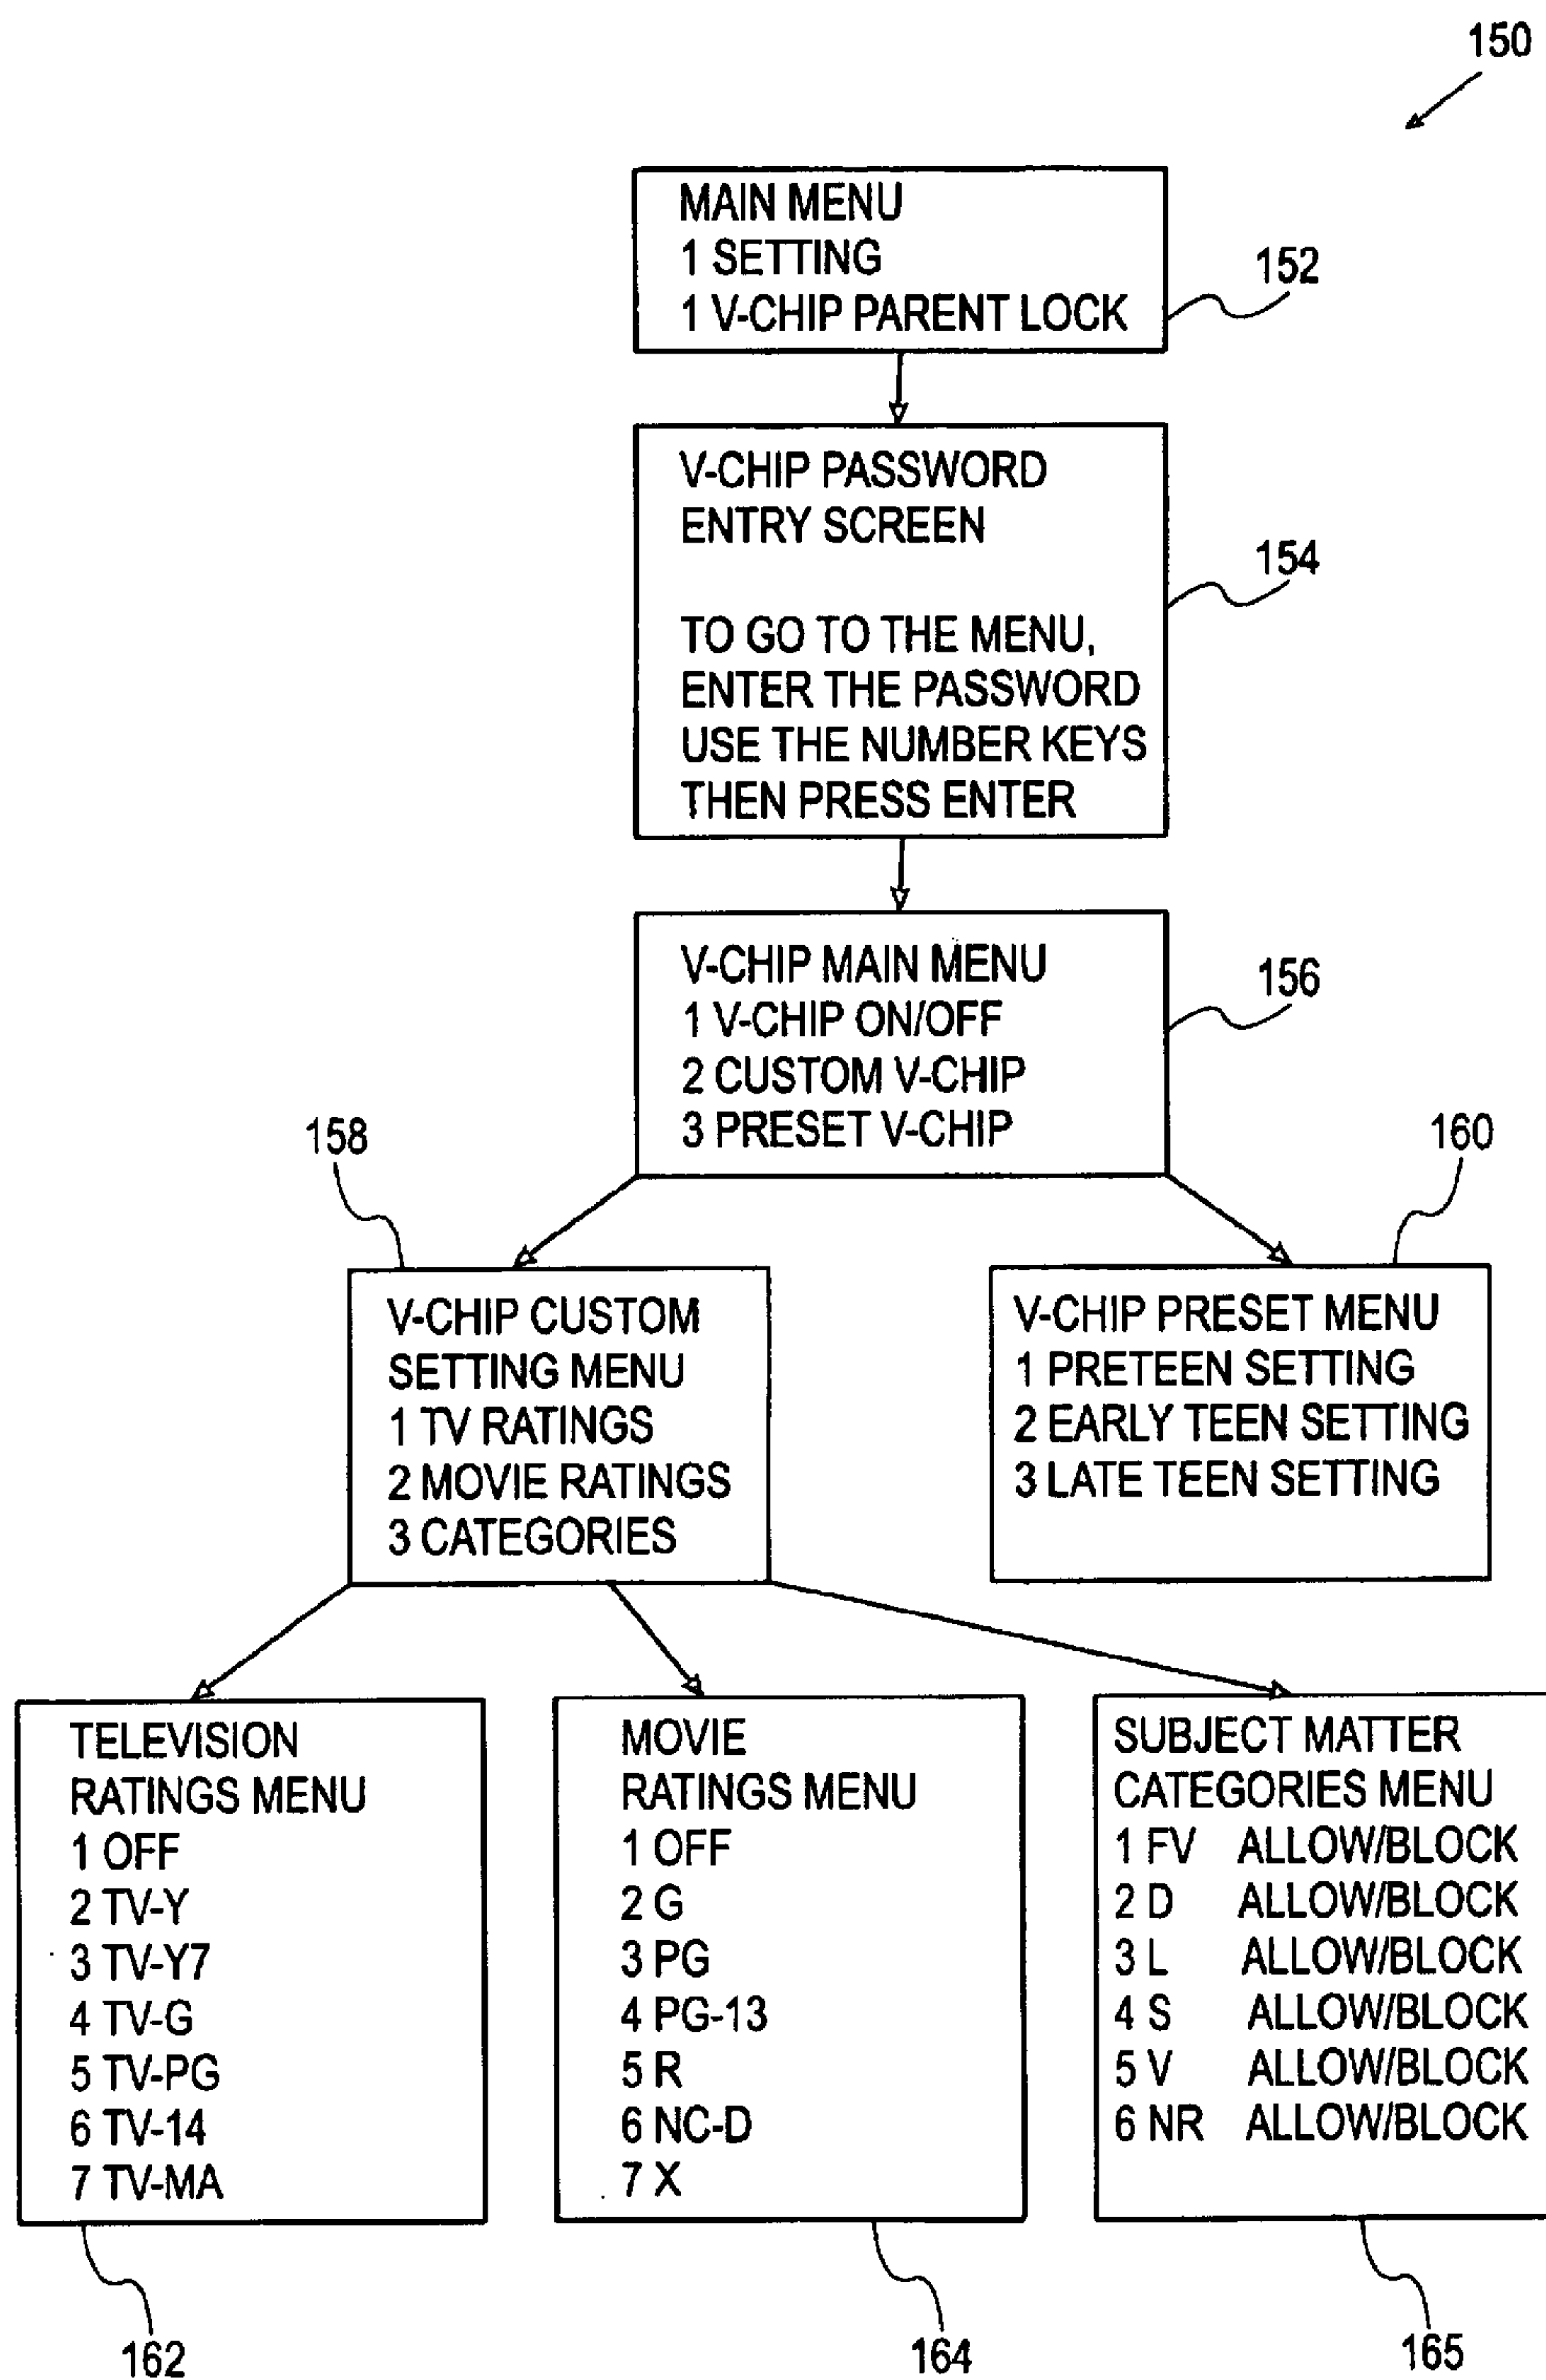 150
MAIN MENU
1 SETTING
1 V-CHIP PARENT LOCK
152
V-CHIP PASSWORD
ENTRY SCREEN
TO GO TO THE MENU,
ENTER THE PASSWORD
USE THE NUMBER KEYS
THEN PRESS ENTER
154
V-CHIP MAIN MENU
1 V-CHIP ON/OFF
2 CUSTOM V-CHIP
3 PRESET V-CHIP
156
158
V-CHIP CUSTOM
SETTING MENU
1 TV RATINGS
2 MOVIE RATINGS
3 CATEGORIES
160
V-CHIP PRESET MENU
1 PRETEEN SETTING
2 EARLY TEEN SETTING
3 LATE TEEN SETTING
TELEVISION
RATINGS MENU
1 OFF
2 TV-Y
3 TV-Y7
4 TV-G
5 TV-PG
6 TV-14
7 TV-MA
162
MOVIE
RATINGS MENU
1 OFF
2 G
3 PG
4 PG-13
5 R
6 NC-D
7 X
164
SUBJECT MATTER
CATEGORIES MENU
1 FV ALLOW/BLOCK
2 D ALLOW/BLOCK
3 L ALLOW/BLOCK
4 S ALLOW/BLOCK
5 V ALLOW/BLOCK
6 NR ALLOW/BLOCK
165